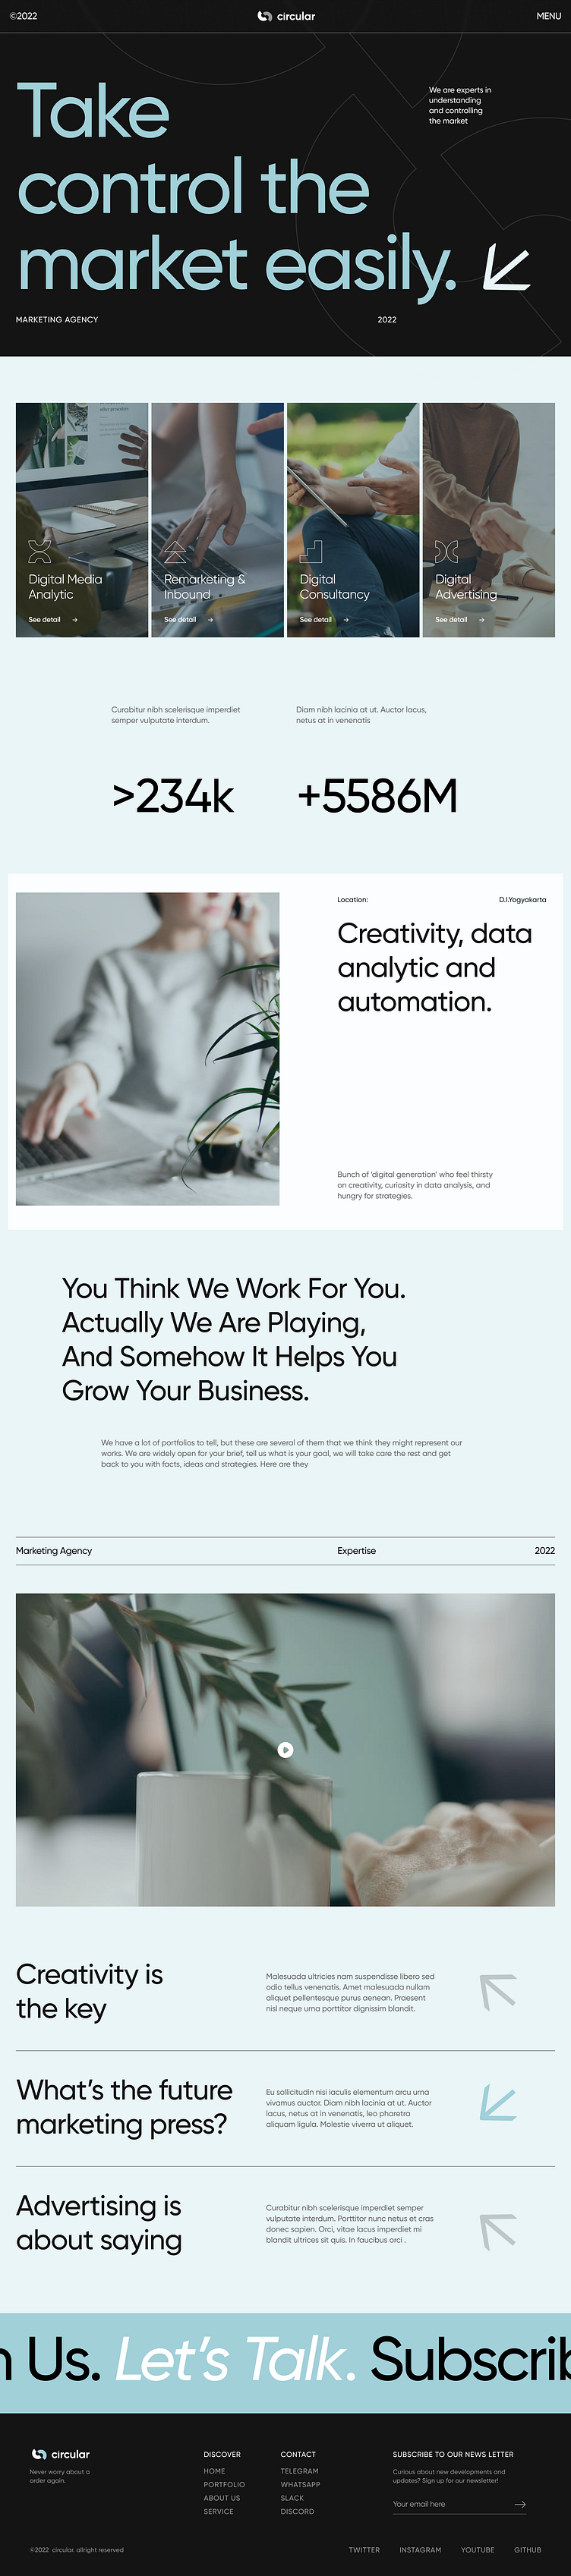 ©2022
circular
MENU
We are experts in
understanding
and controlling
the market
Take
control the
market easily.
MARKETING AGENCY
2022
Digital Media
Analytic
See detail
Remarketing &
Inbound
See detail
Digital
Consultancy
See detail
Digital
Advertising
See detail
Curabitur nibh scelerisque imperdiet
semper vulputate interdum.
Diam nibh lacinia at ut. Auctor lacus,
netus at in venenatis
>234k
+5586M
Location:
D.I.Yogyakarta
Creativity, data
analytic and
automation.
Bunch of ‘digital generation’ who feel thirsty
on creativity, curiosity in data analysis, and
hungry for strategies.
You Think We Work For You.
Actually We Are Playing,
And Somehow It Helps You
Grow Your Business.
We have a lot of portfolios to tell, but these are several of them that we think they might represent our
works. We are widely open for your brief, tell us what is your goal, we will take care the rest and get
back to you with facts, ideas and strategies. Here are they
Marketing Agency
Expertise
2022
Creativity is
the key
Malesuada ultricies nam suspendisse libero sed
odio tellus venenatis. Amet malesuada nullam
aliquet pellentesque purus aenean. Praesent
nisl neque urna porttitor dignissim blandit.
What’s the future
marketing press?
Eu sollicitudin nisi iaculis elementum arcu urna
vivamus auctor. Diam nibh lacinia at ut. Auctor
lacus, netus at in venenatis, leo pharetra
aliquam ligula. Molestie viverra ut aliquet.
Advertising is
about saying
Curabitur nibh scelerisque imperdiet semper
vulputate interdum. Porttitor nunc netus et cras
donec sapien. Orci, vitae lacus imperdiet mi
blandit ultrices sit quis. In faucibus orci .
n Us. Let’s Talk. Subscrib
circular
Never worry about a
order again.
DISCOVER
HOME
PORTFOLIO
ABOUT US
SERVICE
CONTACT
TELEGRAM
WHATSAPP
SLACK
DISCORD
SUBSCRIBE TO OUR NEWS LETTER
Curious about new developments and
updates? Sign up for our newsletter!
Your email here
©2022 circular. allright reserved
TWITTER
INSTAGRAM
YOUTUBE
GITHUB